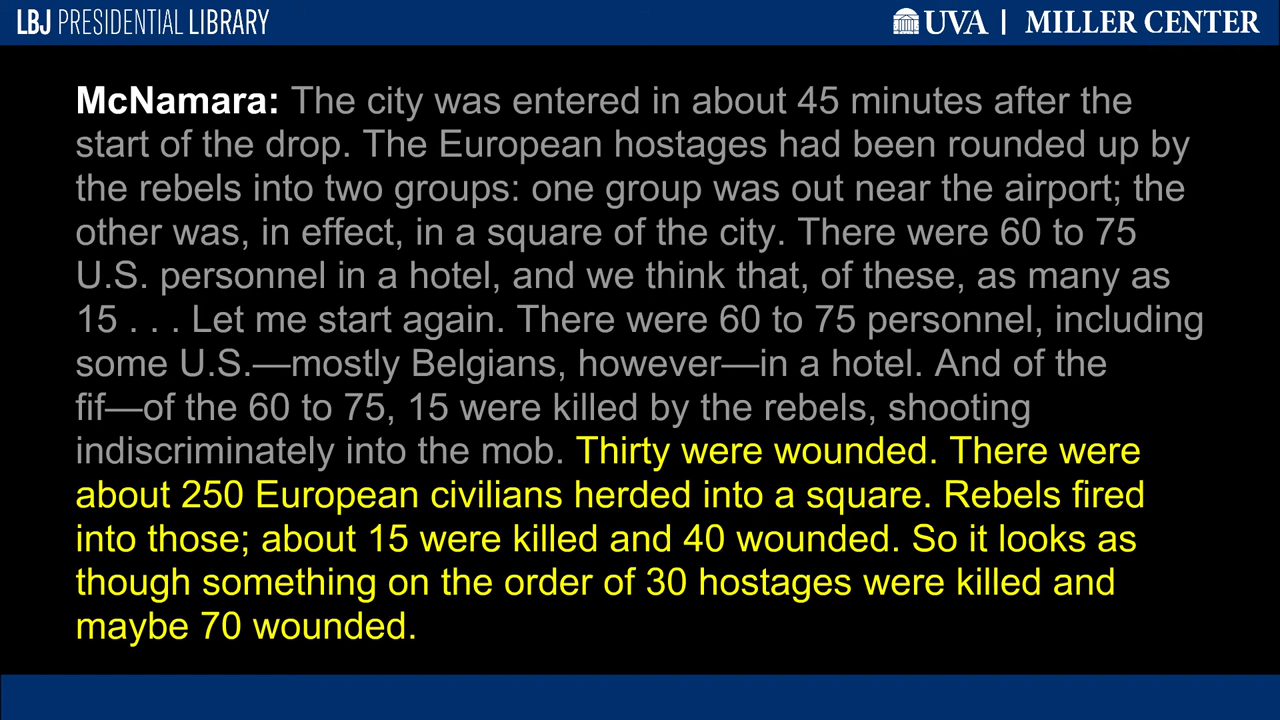 LBJ PRESIDENTIAL LIBRARY
UVA | MILLER CENTER
McNamara: The city was entered in about 45 minutes after the
start of the drop. The European hostages had been rounded up by
the rebels into two groups: one group was out near the airport; the
other was, in effect, in a square of the city. There were 60 to 75
U.S. personnel in a hotel, and we think that, of these, as many as
15 . . . Let me start again. There were 60 to 75 personnel, including
some U.S.—mostly Belgians, however—in a hotel. And of the
fif—of the 60 to 75, 15 were killed by the rebels, shooting
indiscriminately into the mob. Thirty were wounded. There were
about 250 European civilians herded into a square. Rebels fired
into those; about 15 were killed and 40 wounded. So it looks as
though something on the order of 30 hostages were killed and
maybe 70 wounded.